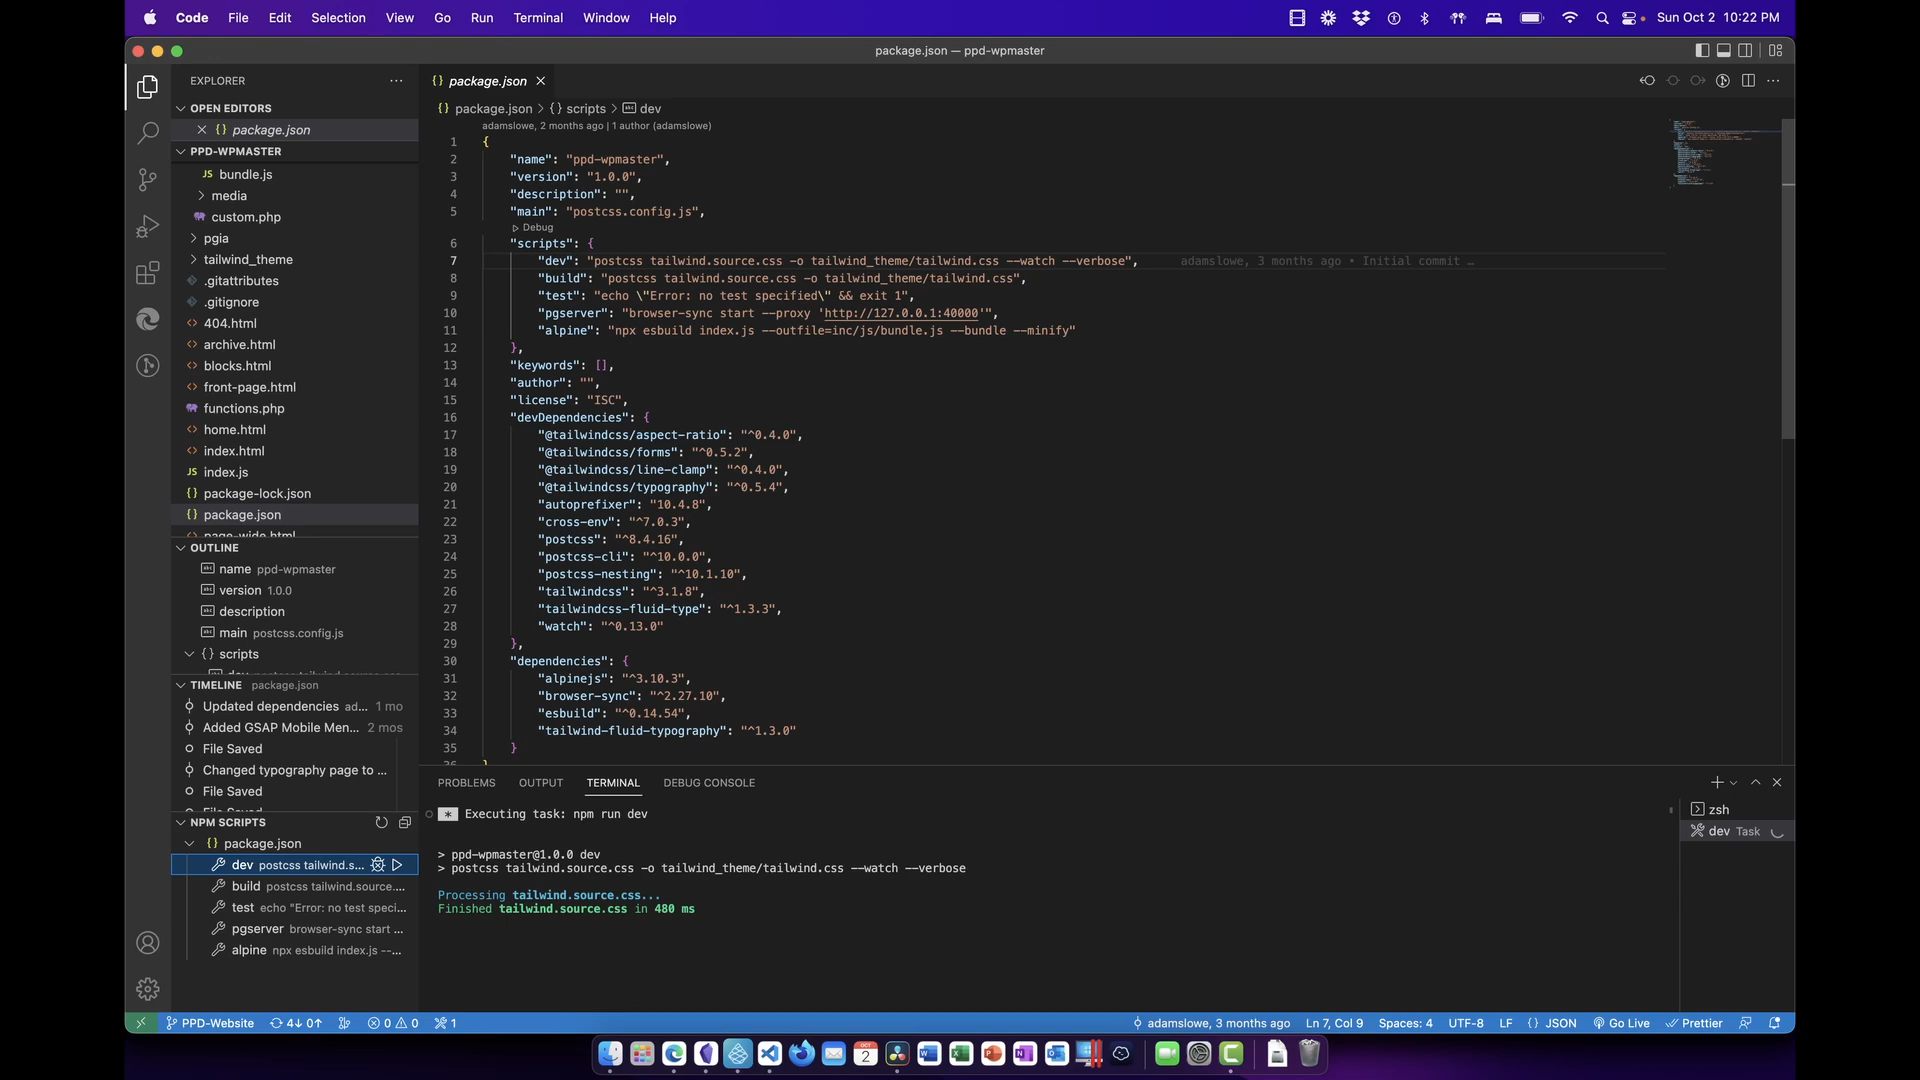 Code File Edit Selection View Go Run Terminal Window Help
Sun Oct 2 10:22 PM
package.json — ppd-wpmaster
EXPLORER
OPEN EDITORS
package.json
PPD-WPMASTER
JS bundle.js
media
custom.php
pgia
tailwind_theme
.gitattributes
.gitignore
404.html
archive.html
blocks.html
front-page.html
functions.php
home.html
index.html
JS index.js
{} package-lock.json
{} package.json
page-wide.html
OUTLINE
name ppd-wpmaster
version 1.0.0
description
main postcss.config.js
{} scripts
TIMELINE package.json
Updated dependencies ad... 1 mo
Added GSAP Mobile Men... 2 mos
File Saved
Changed typography page to ...
File Saved
File Saved
NPM SCRIPTS
{} package.json
dev postcss tailwind.s...
build postcss tailwind.source....
test echo "Error: no test speci...
pgserver browser-sync start ...
alpine npx esbuild index.js --...
{} package.json
{} package.json > {} scripts > dev
adamslowe, 2 months ago | 1 author (adamslowe)
1 {
2 "name": "ppd-wpmaster",
3 "version": "1.0.0",
4 "description": "",
5 "main": "postcss.config.js",
Debug
6 "scripts": {
7 "dev": "postcss tailwind.source.css -o tailwind_theme/tailwind.css --watch --verbose", adamslowe, 3 months ago • Initial commit …
8 "build": "postcss tailwind.source.css -o tailwind_theme/tailwind.css",
9 "test": "echo \"Error: no test specified\" && exit 1",
10 "pgserver": "browser-sync start --proxy 'http://127.0.0.1:40000'",
11 "alpine": "npx esbuild index.js --outfile=inc/js/bundle.js --bundle --minify"
12 },
13 "keywords": [],
14 "author": "",
15 "license": "ISC",
16 "devDependencies": {
17 "@tailwindcss/aspect-ratio": "^0.4.0",
18 "@tailwindcss/forms": "^0.5.2",
19 "@tailwindcss/line-clamp": "^0.4.0",
20 "@tailwindcss/typography": "^0.5.4",
21 "autoprefixer": "10.4.8",
22 "cross-env": "^7.0.3",
23 "postcss": "^8.4.16",
24 "postcss-cli": "^10.0.0",
25 "postcss-nesting": "^10.1.10",
26 "tailwindcss": "^3.1.8",
27 "tailwindcss-fluid-type": "^1.3.3",
28 "watch": "^0.13.0"
29 },
30 "dependencies": {
31 "alpinejs": "^3.10.3",
32 "browser-sync": "^2.27.10",
33 "esbuild": "^0.14.54",
34 "tailwind-fluid-typography": "^1.3.0"
35 }
36 }
PROBLEMS OUTPUT TERMINAL DEBUG CONSOLE
* Executing task: npm run dev
> ppd-wpmaster@1.0.0 dev
> postcss tailwind.source.css -o tailwind_theme/tailwind.css --watch --verbose
Processing tailwind.source.css...
Finished tailwind.source.css in 480 ms
zsh
dev Task
PPD-Website 4↓ 0↑ 0 0 1
adamslowe, 3 months ago Ln 7, Col 9 Spaces: 4 UTF-8 LF {} JSON Go Live Prettier
OCT
2